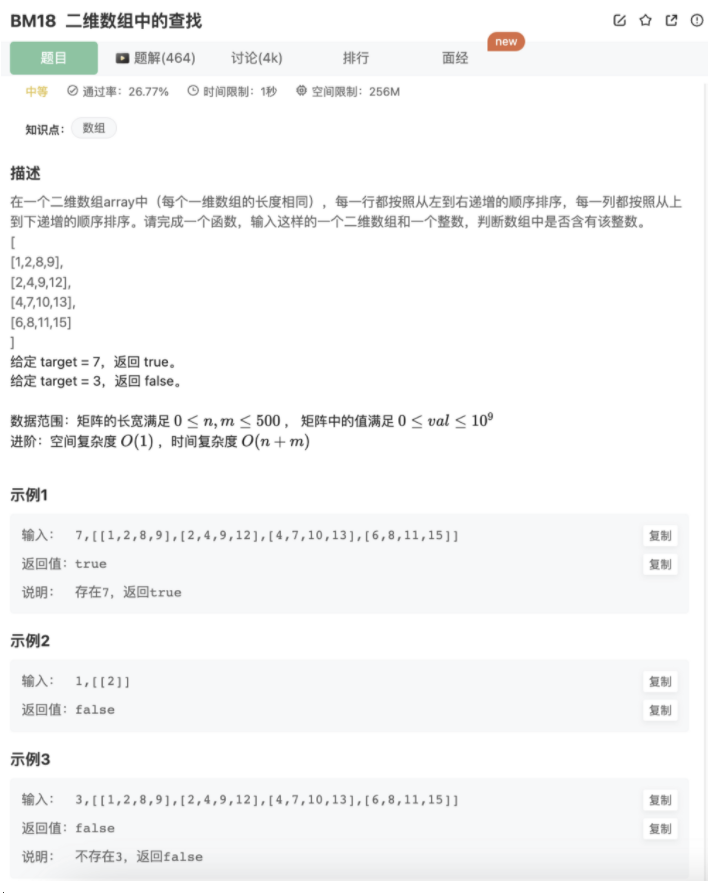 BM18 二维数组中的查找
题目 题解(464) 讨论(4k) 排行 面经 new
中等 通过率：26.77% 时间限制：1秒 空间限制：256M
知识点： 数组
描述
在一个二维数组array中（每个一维数组的长度相同），每一行都按照从左到右递增的顺序排序，每一列都按照从上
到下递增的顺序排序。请完成一个函数，输入这样的一个二维数组和一个整数，判断数组中是否含有该整数。
[
[1,2,8,9],
[2,4,9,12],
[4,7,10,13],
[6,8,11,15]
]
给定 target = 7，返回 true。
给定 target = 3，返回 false。
数据范围：矩阵的长宽满足 0 ≤ n, m ≤ 500 ， 矩阵中的值满足 0 ≤ val ≤ 10⁹
进阶：空间复杂度 O(1) ，时间复杂度 O(n + m)
示例1
输入： 7,[[1,2,8,9],[2,4,9,12],[4,7,10,13],[6,8,11,15]] 复制
返回值：true 复制
说明： 存在7，返回true
示例2
输入： 1,[[2]] 复制
返回值：false 复制
示例3
输入： 3,[[1,2,8,9],[2,4,9,12],[4,7,10,13],[6,8,11,15]] 复制
返回值：false 复制
说明： 不存在3，返回false